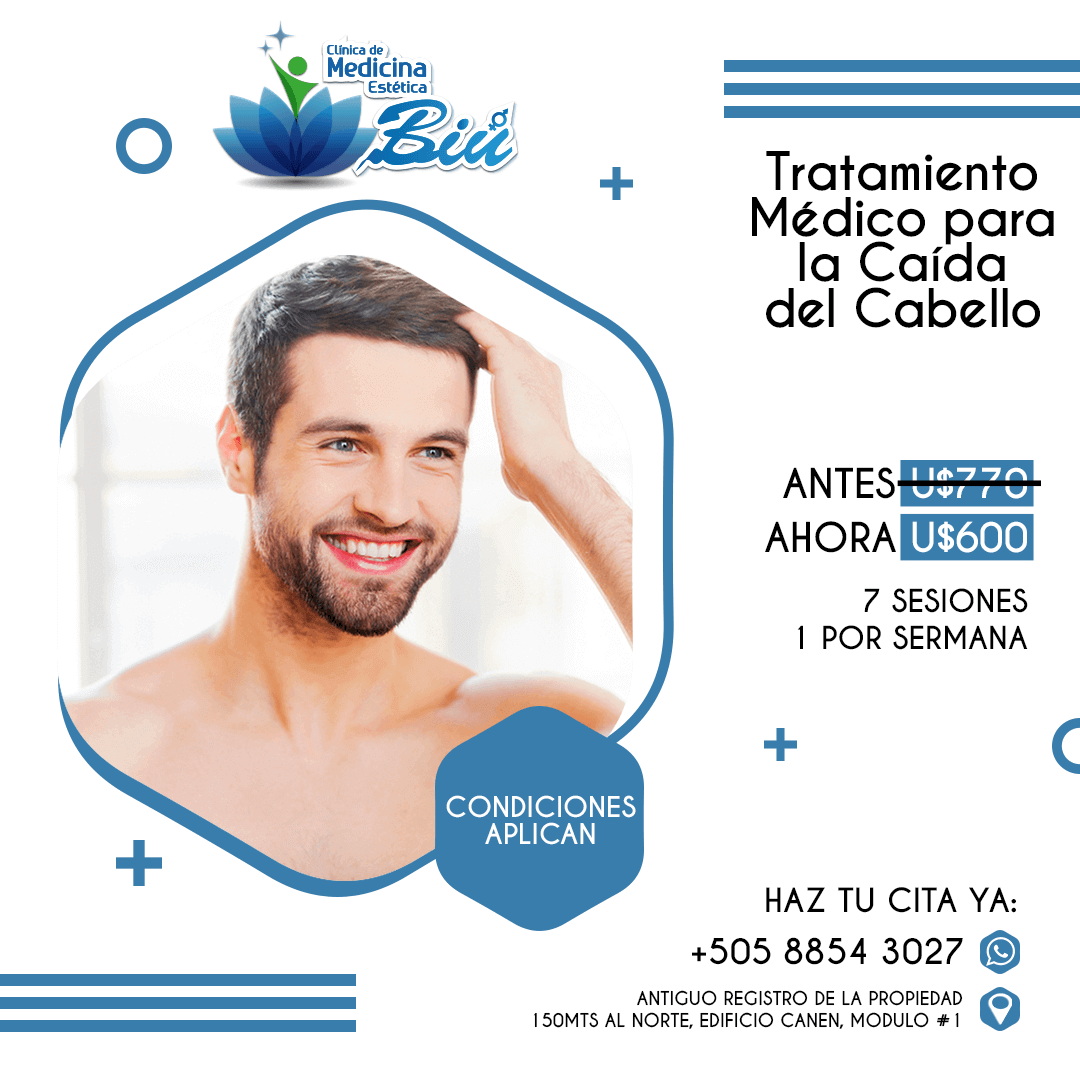 Clínica de
Medicina
Estética
Biú
Tratamiento
Médico para
la Caída
del Cabello
ANTES U$770
AHORA U$600
7 SESIONES
1 POR SERMANA
CONDICIONES
APLICAN
HAZ TU CITA YA:
+505 8854 3027
ANTIGUO REGISTRO DE LA PROPIEDAD
150MTS AL NORTE, EDIFICIO CANEN, MODULO #1